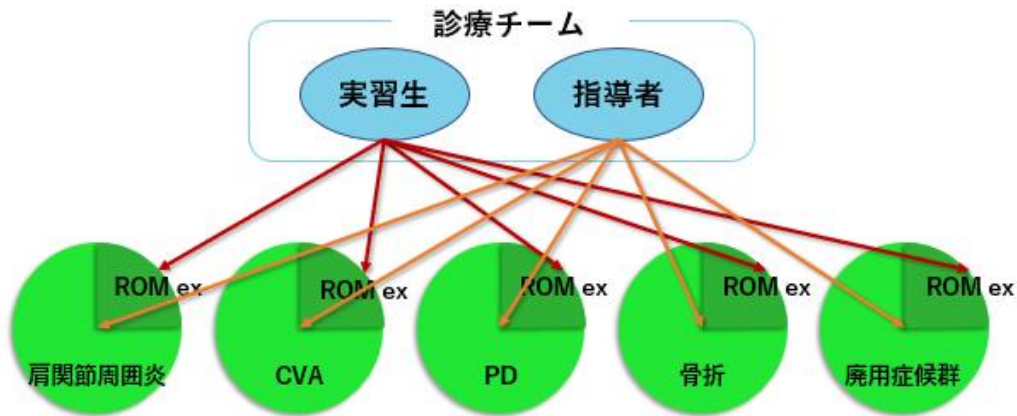 診療チーム
実習生
指導者
ROM ex
ROM ex
ROM ex
ROM ex
ROM ex
肩関節周囲炎
CVA
PD
骨折
廃用症候群